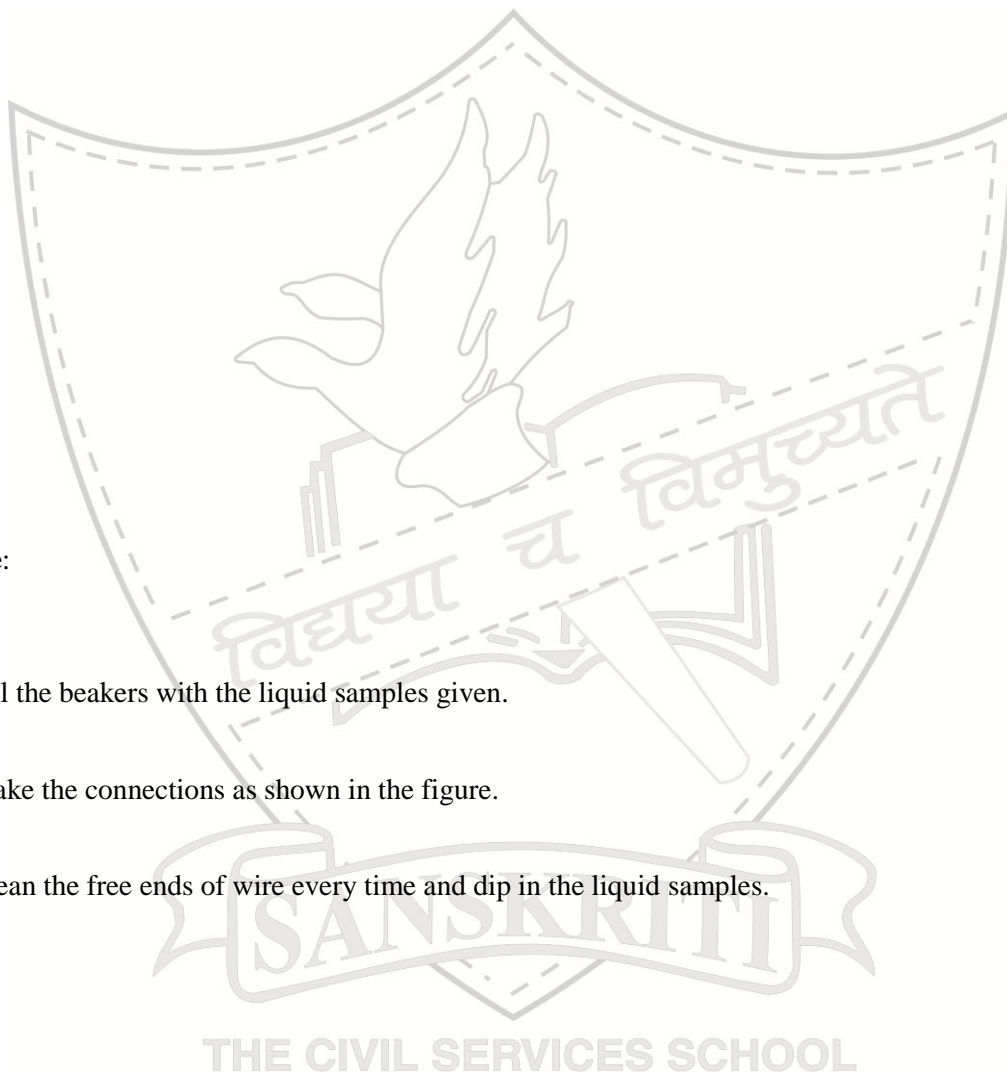 e:
विद्यया च विमुच्यते
l the beakers with the liquid samples given.
ake the connections as shown in the figure.
ean the free ends of wire every time and dip in the liquid samples.
SANSKRITI
THE CIVIL SERVICES SCHOOL